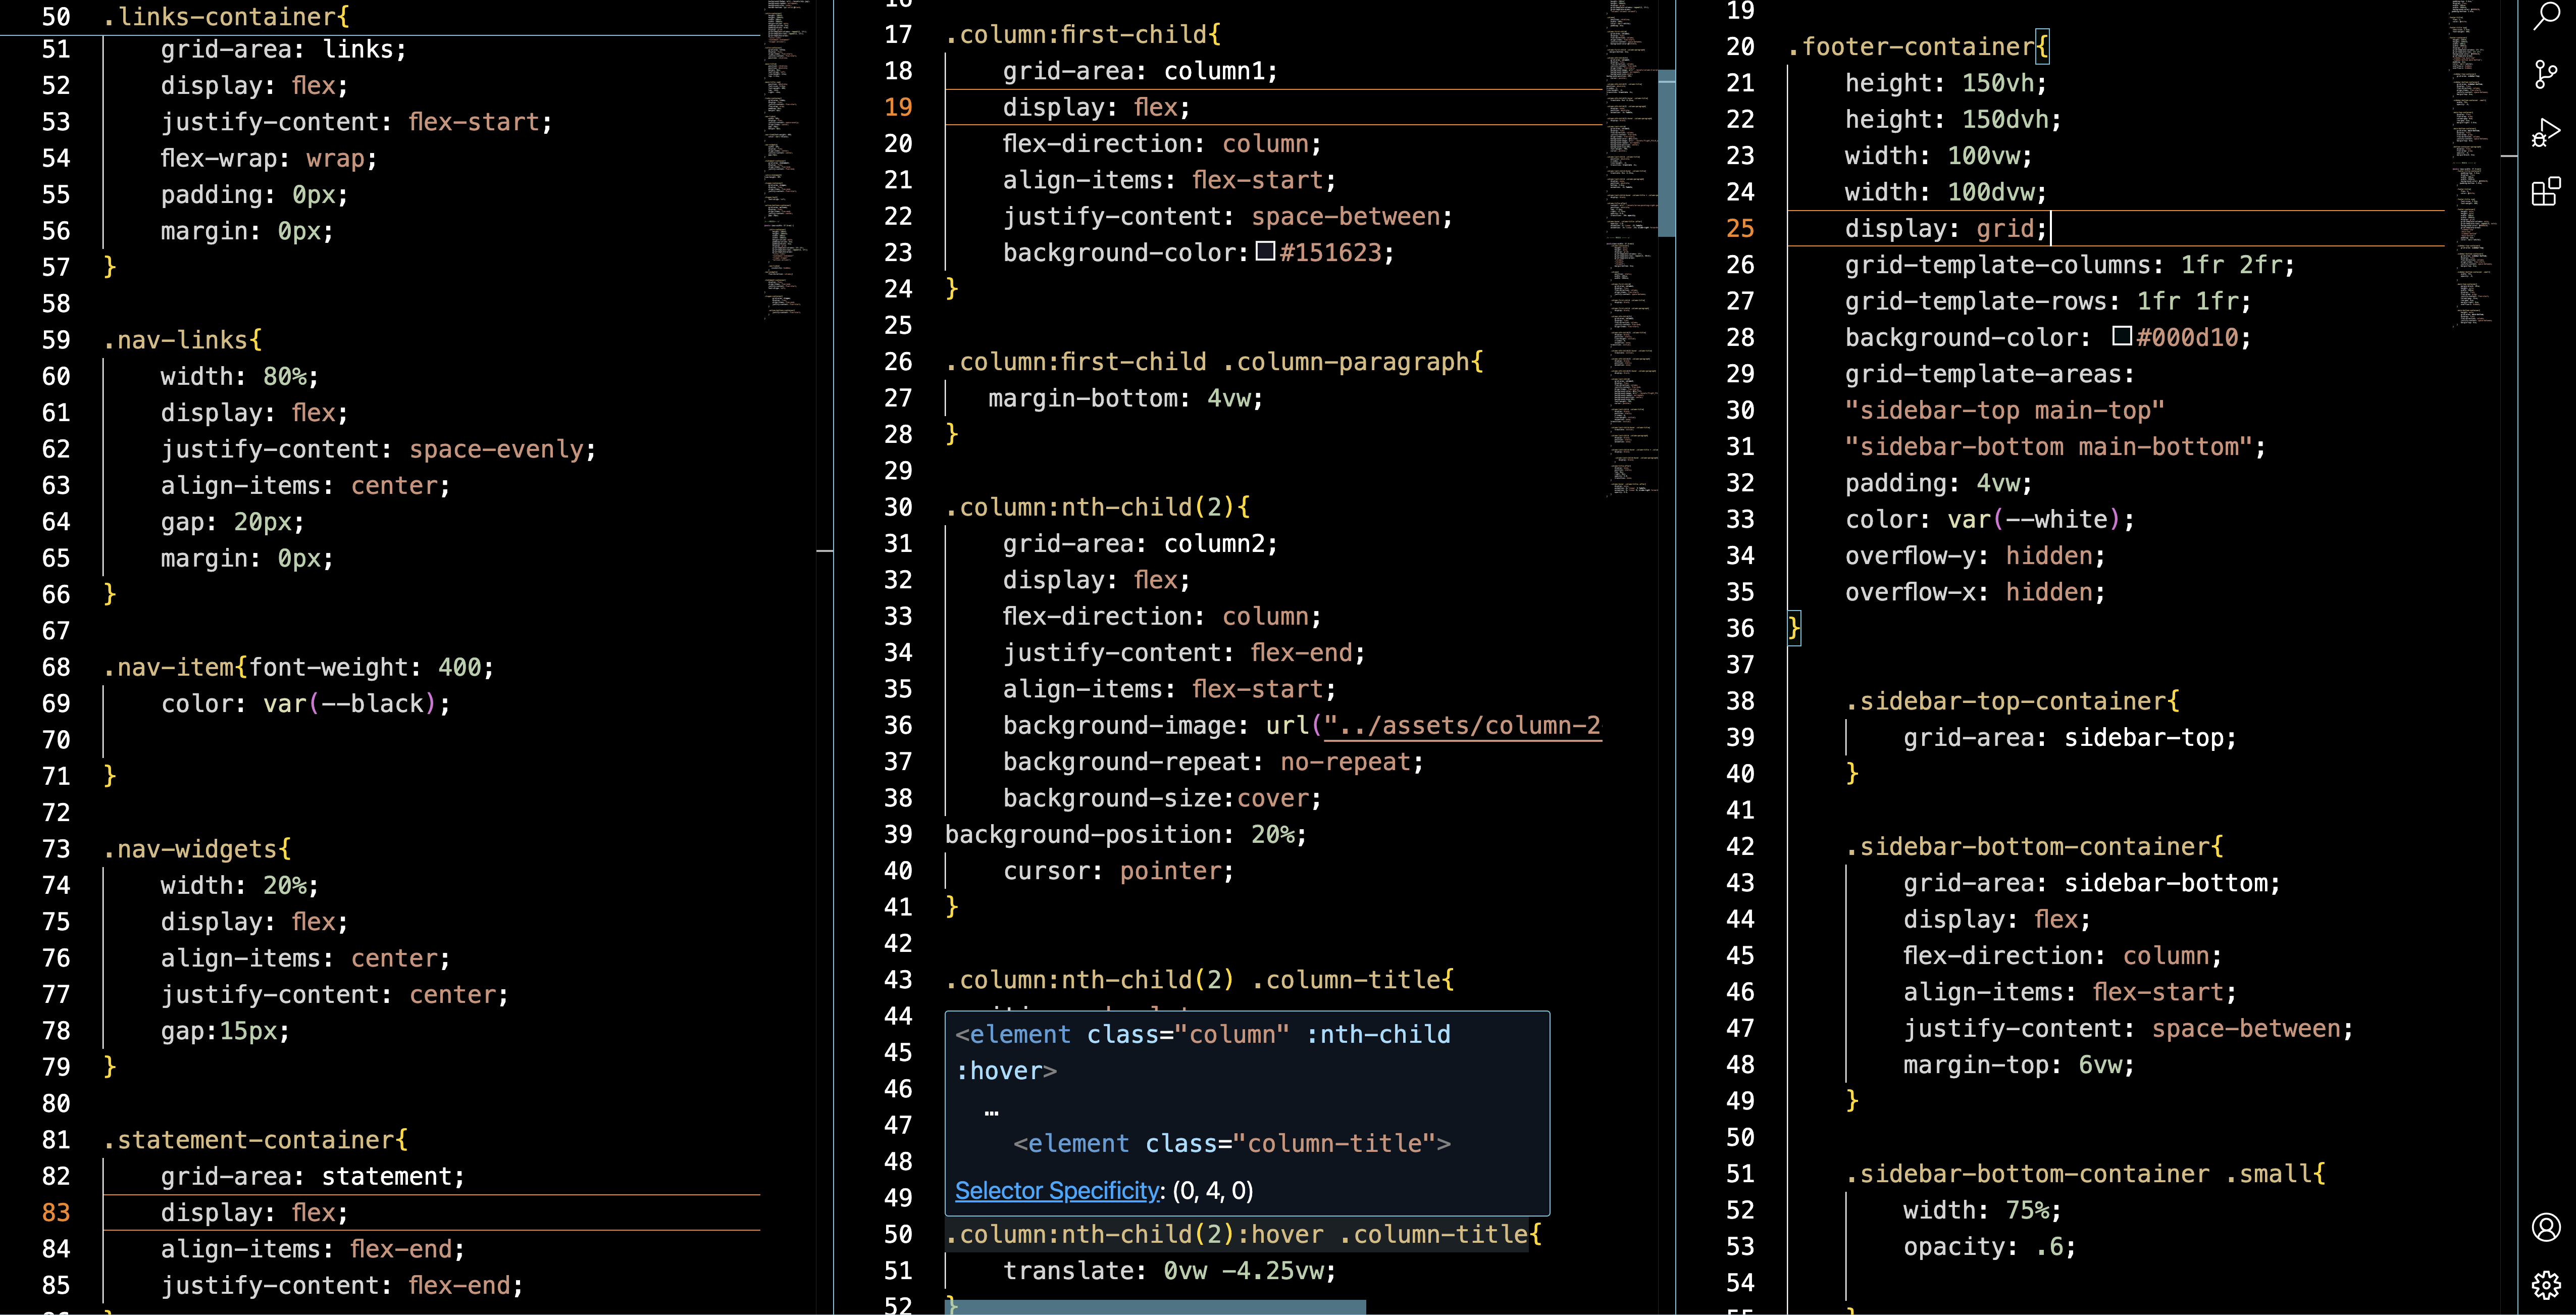 50 .links-container{
51 grid-area: links;
52 display: flex;
53 justify-content: flex-start;
54 flex-wrap: wrap;
55 padding: 0px;
56 margin: 0px;
57 }
58
59 .nav-links{
60 width: 80%;
61 display: flex;
62 justify-content: space-evenly;
63 align-items: center;
64 gap: 20px;
65 margin: 0px;
66 }
67
68 .nav-item{font-weight: 400;
69 color: var(--black);
70
71 }
72
73 .nav-widgets{
74 width: 20%;
75 display: flex;
76 align-items: center;
77 justify-content: center;
78 gap:15px;
79 }
80
81 .statement-container{
82 grid-area: statement;
83 display: flex;
84 align-items: flex-end;
85 justify-content: flex-end;
17 .column:first-child{
18 grid-area: column1;
19 display: flex;
20 flex-direction: column;
21 align-items: flex-start;
22 justify-content: space-between;
23 background-color: #151623;
24 }
25
26 .column:first-child .column-paragraph{
27 margin-bottom: 4vw;
28 }
29
30 .column:nth-child(2){
31 grid-area: column2;
32 display: flex;
33 flex-direction: column;
34 justify-content: flex-end;
35 align-items: flex-start;
36 background-image: url("../assets/column-2
37 background-repeat: no-repeat;
38 background-size:cover;
39 background-position: 20%;
40 cursor: pointer;
41 }
42
43 .column:nth-child(2) .column-title{
44
45
46
47
48
49
<element class="column" :nth-child
:hover>
…
<element class="column-title">
Selector Specificity: (0, 4, 0)
50 .column:nth-child(2):hover .column-title{
51 translate: 0vw -4.25vw;
52 }
19
20 .footer-container{
21 height: 150vh;
22 height: 150dvh;
23 width: 100vw;
24 width: 100dvw;
25 display: grid;
26 grid-template-columns: 1fr 2fr;
27 grid-template-rows: 1fr 1fr;
28 background-color: #000d10;
29 grid-template-areas:
30 "sidebar-top main-top"
31 "sidebar-bottom main-bottom";
32 padding: 4vw;
33 color: var(--white);
34 overflow-y: hidden;
35 overflow-x: hidden;
36 }
37
38 .sidebar-top-container{
39 grid-area: sidebar-top;
40 }
41
42 .sidebar-bottom-container{
43 grid-area: sidebar-bottom;
44 display: flex;
45 flex-direction: column;
46 align-items: flex-start;
47 justify-content: space-between;
48 margin-top: 6vw;
49 }
50
51 .sidebar-bottom-container .small{
52 width: 75%;
53 opacity: .6;
54